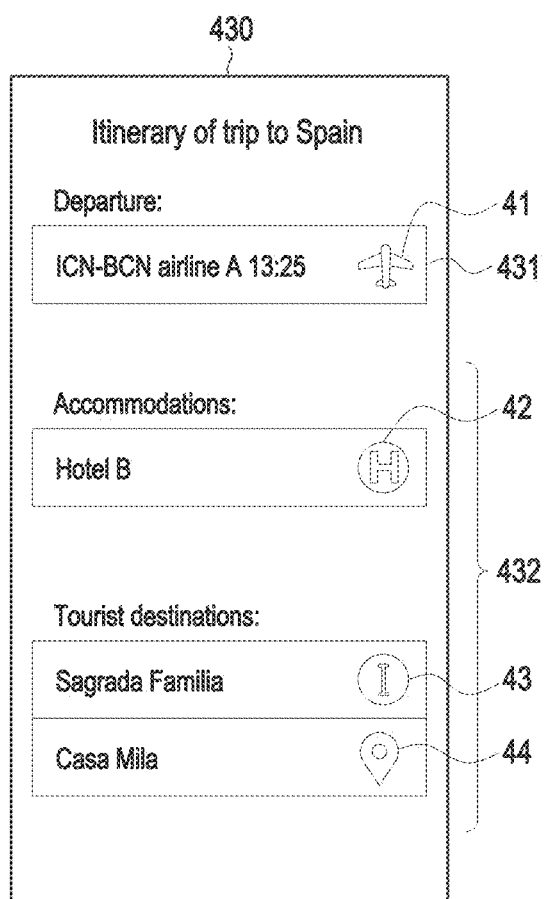 430
Itinerary of trip to Spain
Departure:
41
ICN-BCN airline A 13:25
431
Accommodations:
42
Hotel B
H
432
Tourist destinations:
Sagrada Familia
I
43
Casa Mila
44